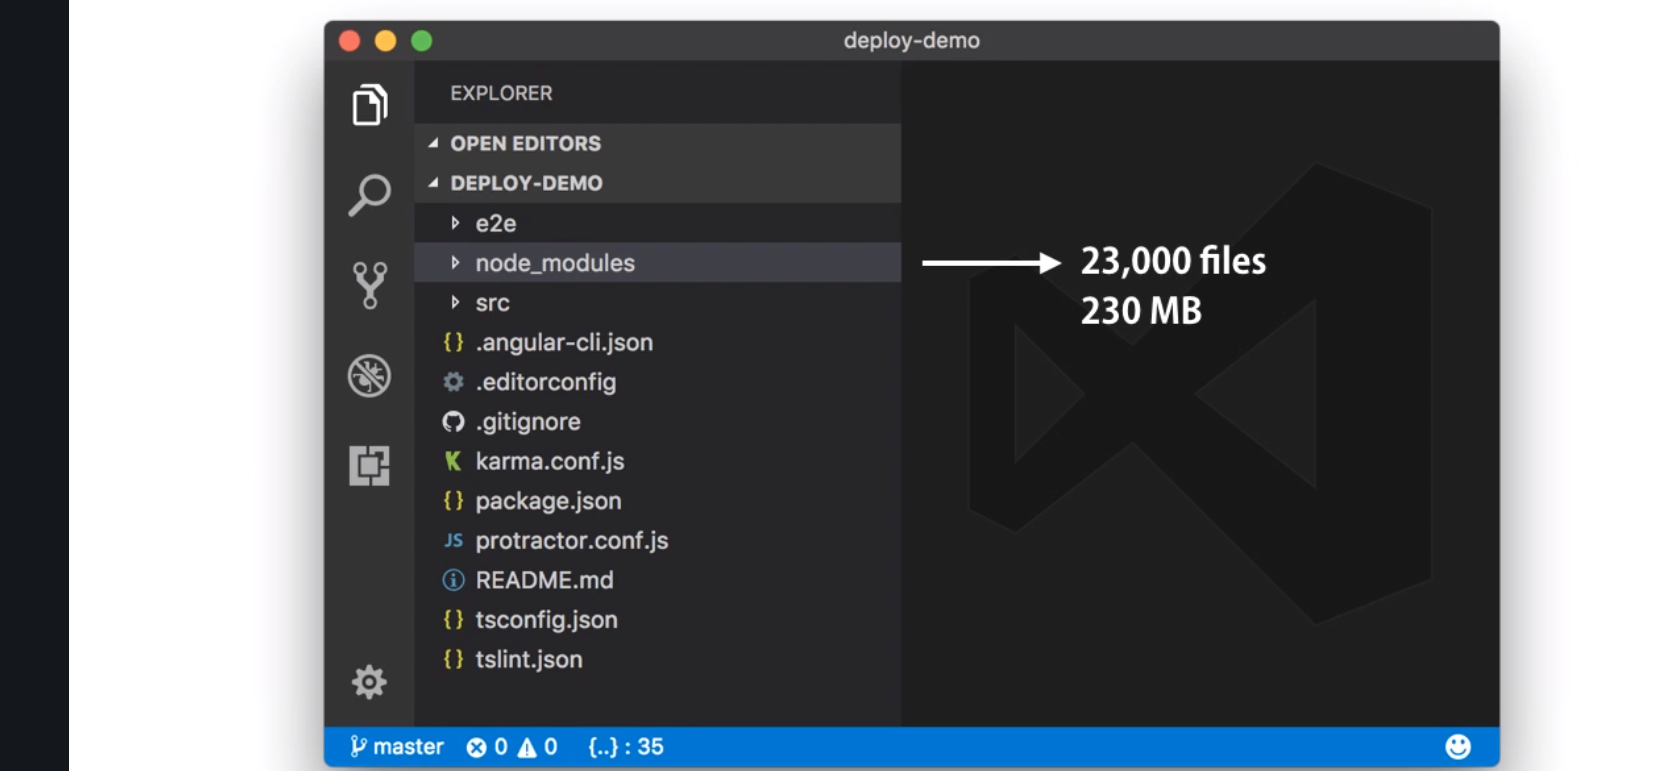 deploy-demo
EXPLORER
OPEN EDITORS
DEPLOY-DEMO
e2e
node_modules
23,000 files
230 MB
src
{} .angular-cli.json
.editorconfig
.gitignore
karma.conf.js
{} package.json
JS protractor.conf.js
README.md
{} tsconfig.json
{} tslint.json
master 0 0 {..} : 35